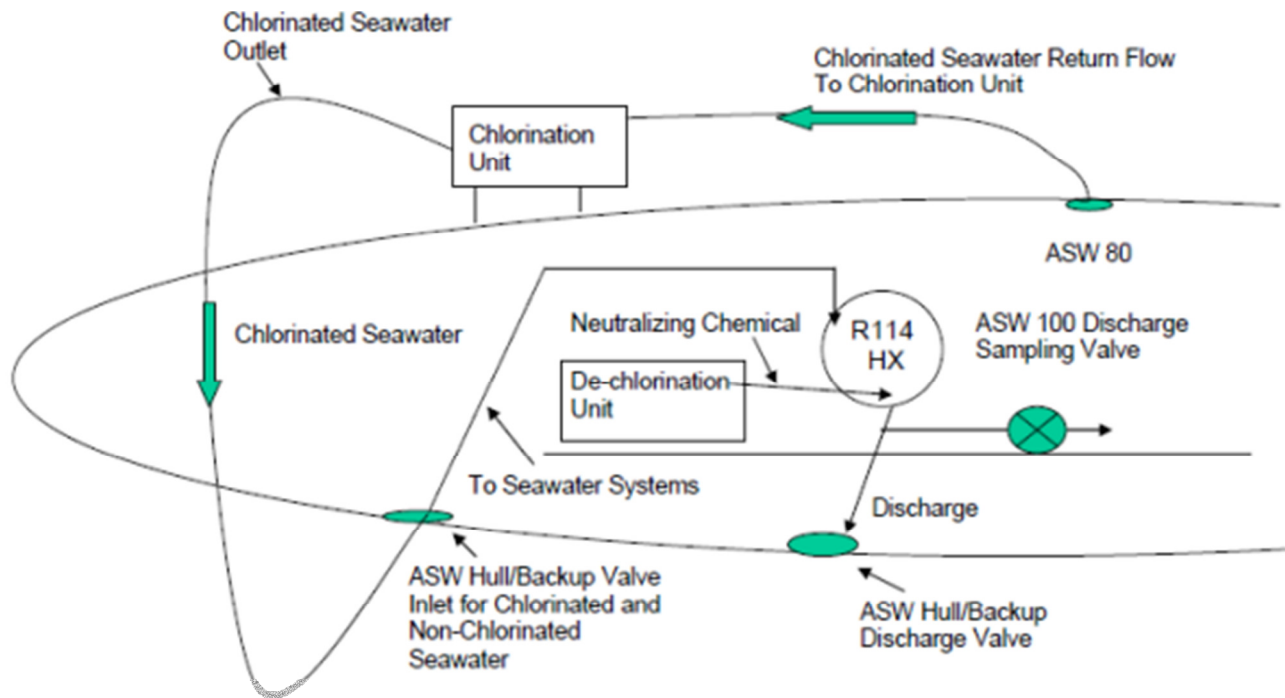 Chlorinated Seawater
Outlet
Chlorinated Seawater Return Flow
To Chlorination Unit
Chlorination
Unit
ASW 80
Chlorinated Seawater
Neutralizing Chemical
R114
HX
ASW 100 Discharge
Sampling Valve
De-chlorination
Unit
To Seawater Systems
Discharge
ASW Hull/Backup Valve
Inlet for Chlorinated and
Non-Chlorinated
Seawater
ASW Hull/Backup
Discharge Valve